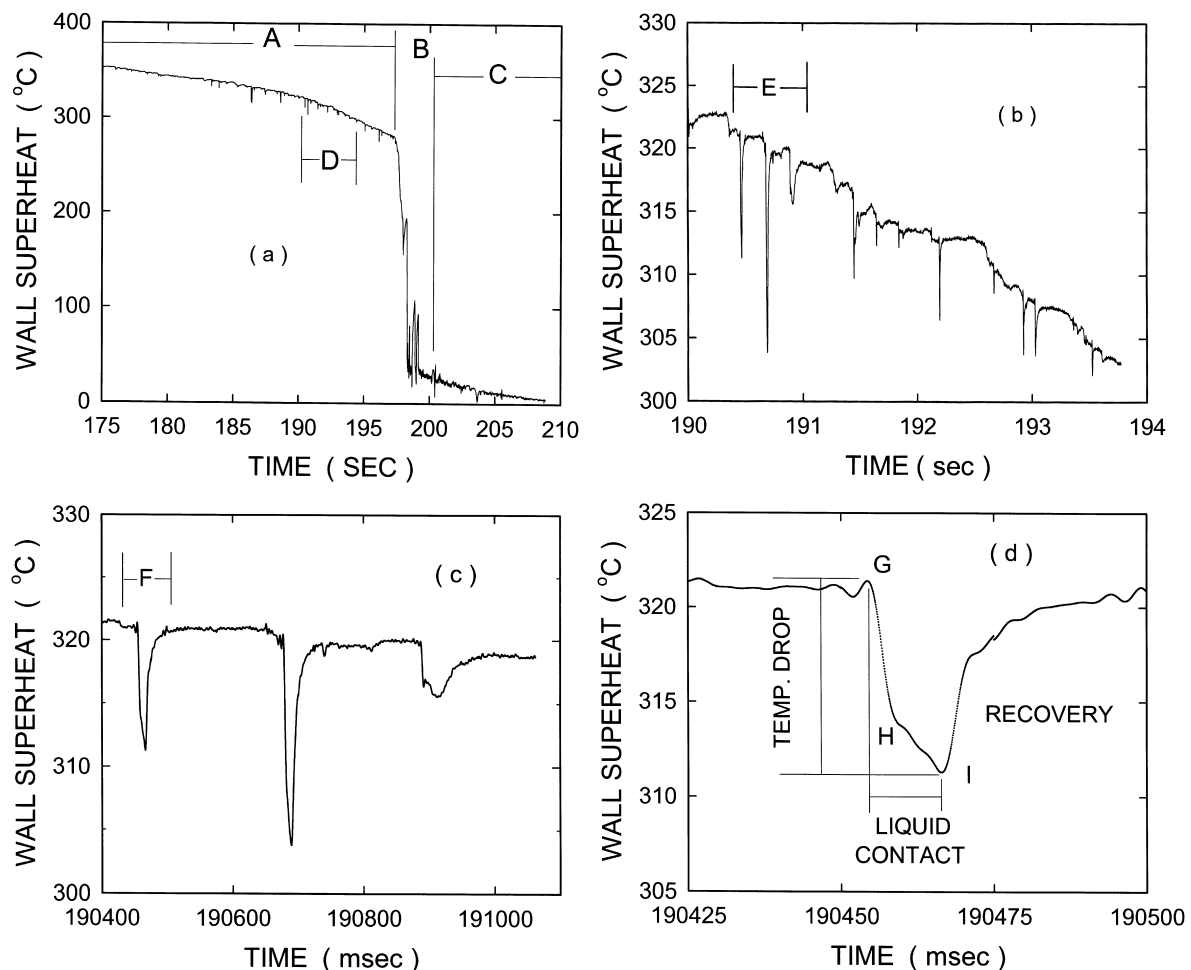 400
300
200
100
0
WALL SUPERHEAT ( °C )
A
B
C
D
( a )
175 180 185 190 195 200 205 210
TIME ( SEC )
330
325
320
315
310
305
300
WALL SUPERHEAT ( °C )
E
( b )
190 191 192 193 194
TIME ( sec )
330
320
310
300
WALL SUPERHEAT ( °C )
F
( c )
190400 190600 190800 191000
TIME ( msec )
325
320
315
310
305
WALL SUPERHEAT ( °C )
( d )
G
TEMP. DROP
H
RECOVERY
I
LIQUID
CONTACT
190425 190450 190475 190500
TIME ( msec )